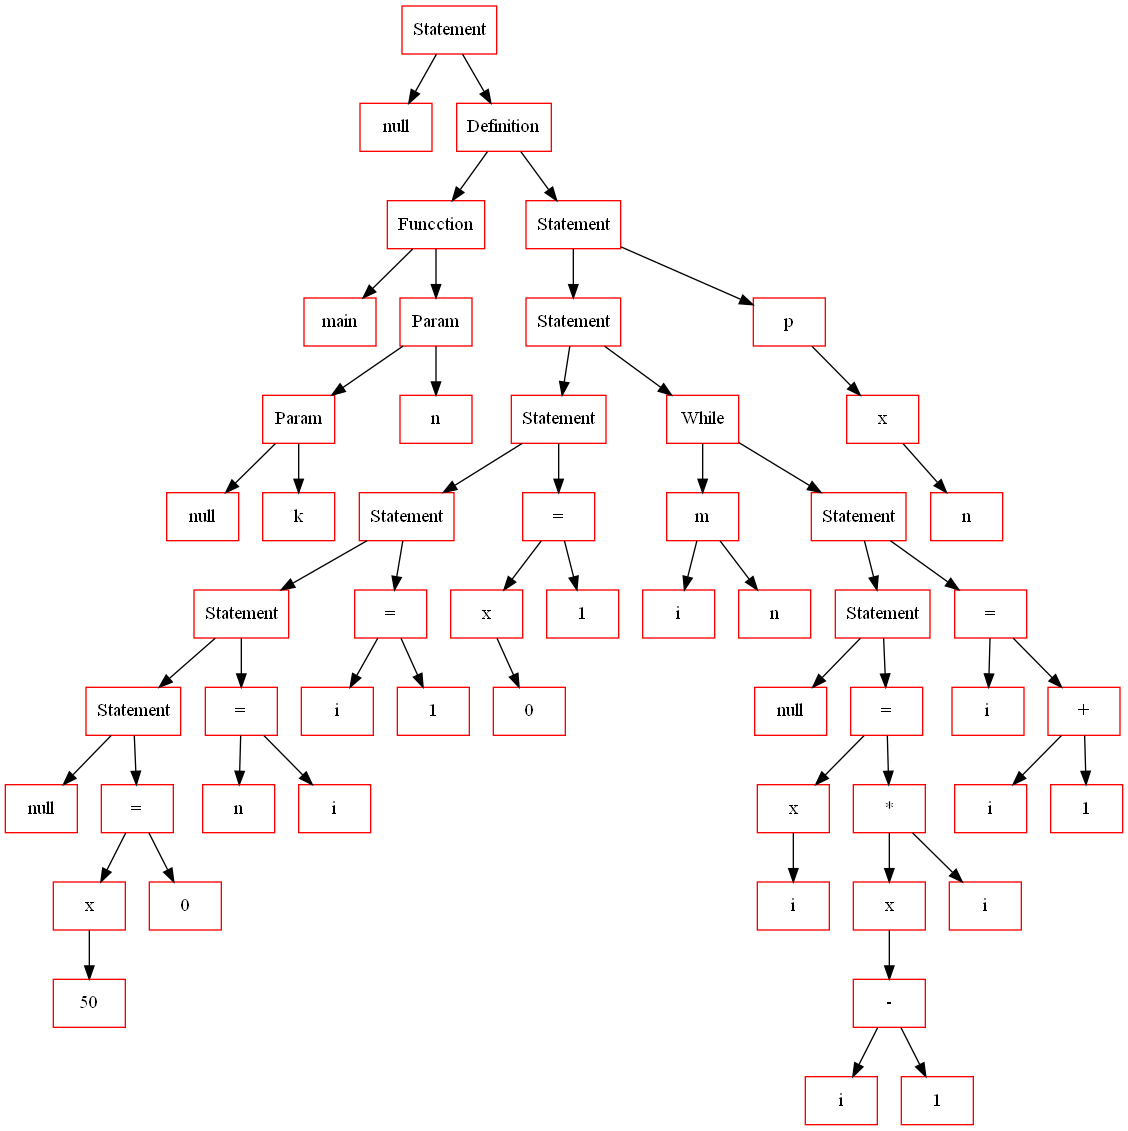 Statement
null
Definition
Funcction
Statement
main
Param
Statement
p
Param
n
Statement
While
x
null
k
Statement
=
m
Statement
n
Statement
=
x
1
i
n
Statement
=
Statement
=
i
1
0
null
=
i
+
null
=
n
i
x
*
i
1
x
0
i
x
i
50
-
i
1